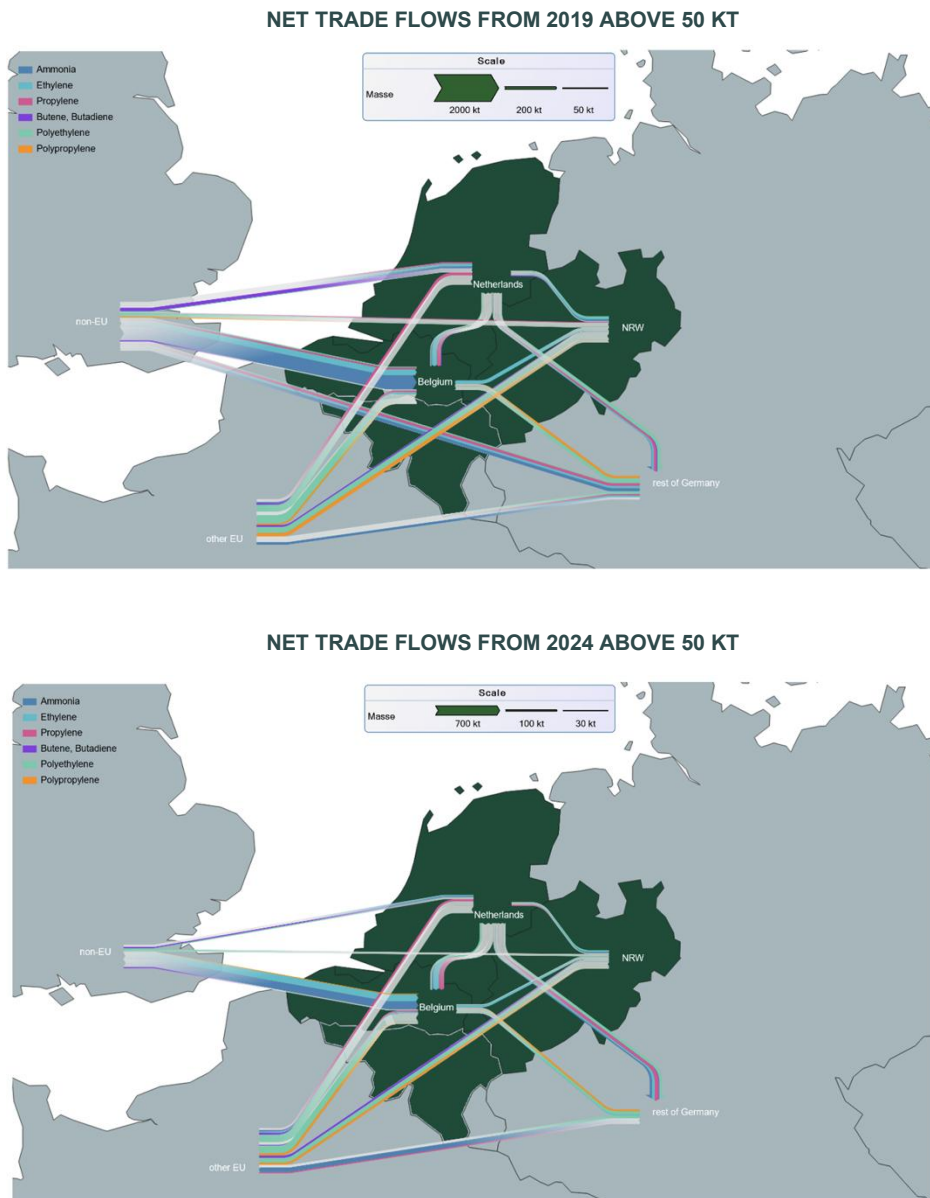 NET TRADE FLOWS FROM 2019 ABOVE 50 KT
Ammonia
Ethylene
Propylene
Butene, Butadiene
Polyethylene
Polypropylene
Scale
Masse
2000 kt 200 kt 50 kt
Netherlands
non-EU
NRW
Belgium
rest of Germany
other EU
NET TRADE FLOWS FROM 2024 ABOVE 50 KT
Ammonia
Ethylene
Propylene
Butene, Butadiene
Polyethylene
Polypropylene
Scale
Masse
700 kt 100 kt 30 kt
Netherlands
non-EU
NRW
Belgium
rest of Germany
other EU